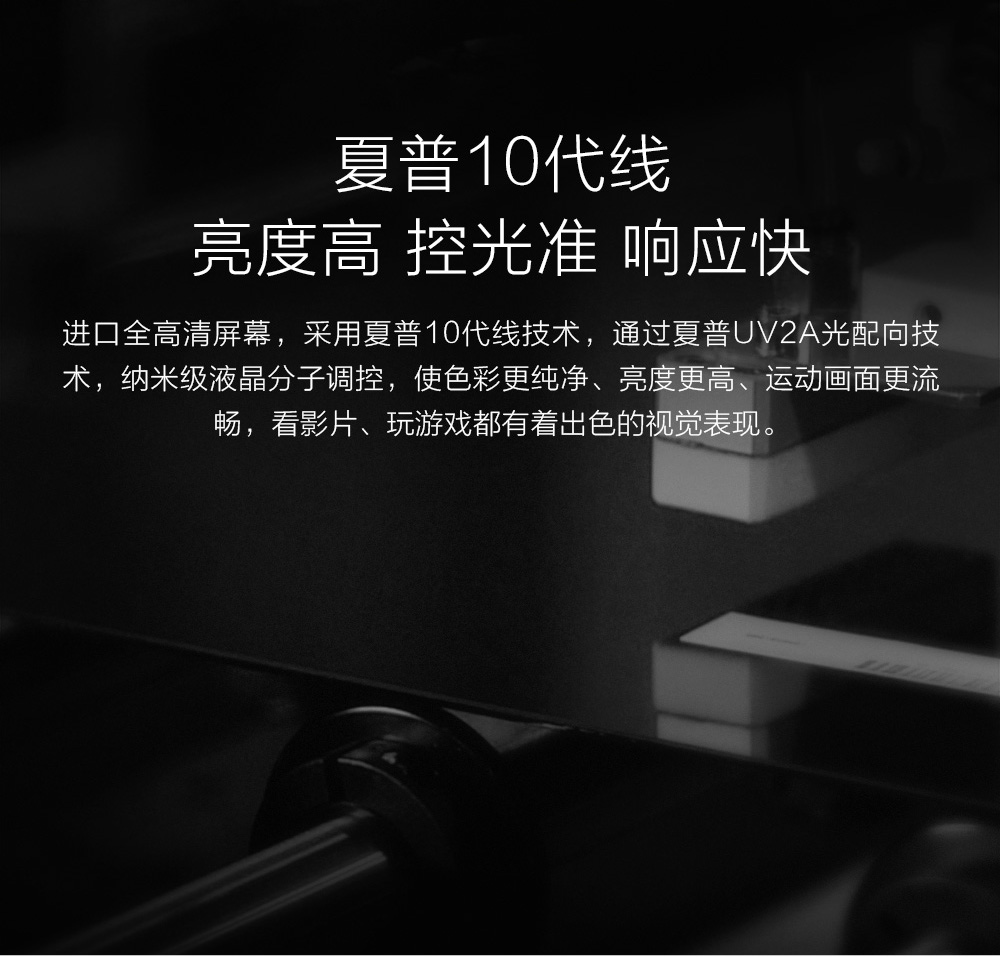 夏普10代线
亮度高 控光准 响应快
进口全高清屏幕，采用夏普10代线技术，通过夏普UV2A光配向技
术，纳米级液晶分子调控，使色彩更纯净、亮度更高、运动画面更流
畅，看影片、玩游戏都有着出色的视觉表现。